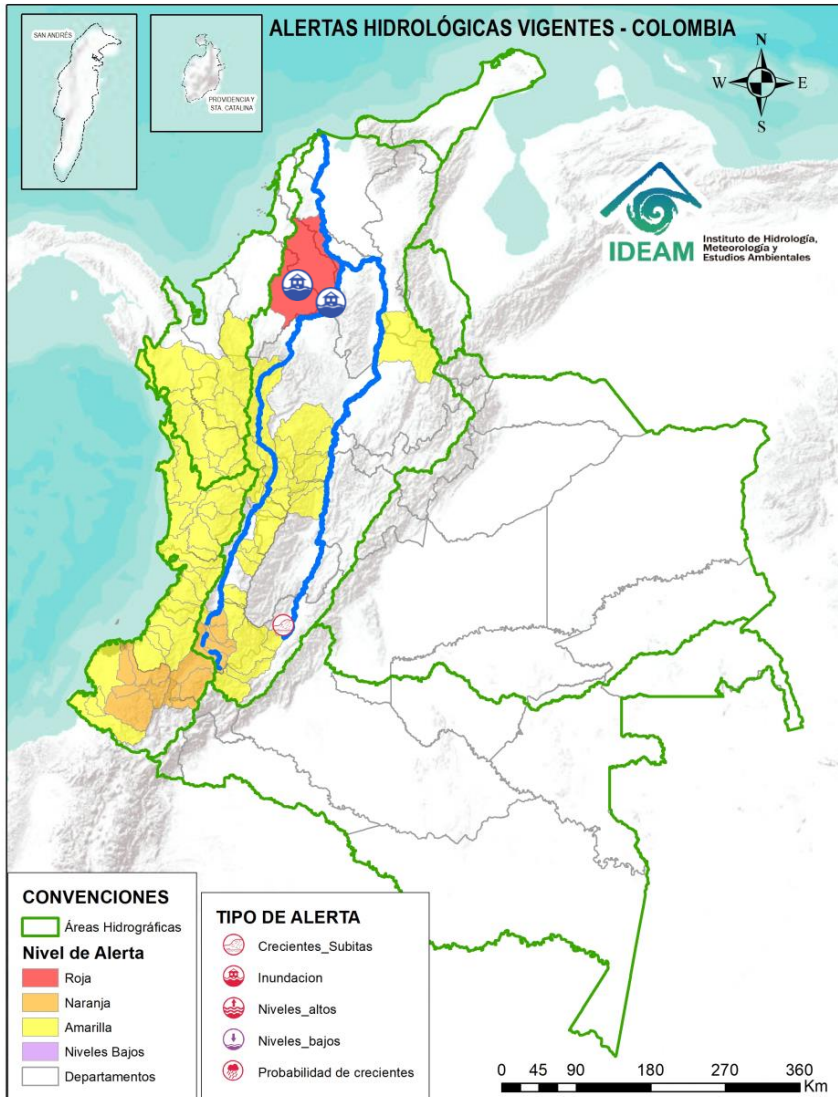 ALERTAS HIDROLÓGICAS VIGENTES - COLOMBIA
SAN ANDRÉS
PROVIDENCIA Y
STA. CATALINA
N
W
E
S
IDEAM
Instituto de Hidrología,
Meteorología y
Estudios Ambientales
CONVENCIONES
Áreas Hidrográficas
Nivel de Alerta
Roja
Naranja
Amarilla
Niveles Bajos
Departamentos
TIPO DE ALERTA
Crecientes_Subitas
Inundacion
Niveles_altos
Niveles_bajos
Probabilidad de crecientes
0 45 90 180 270 360
Km